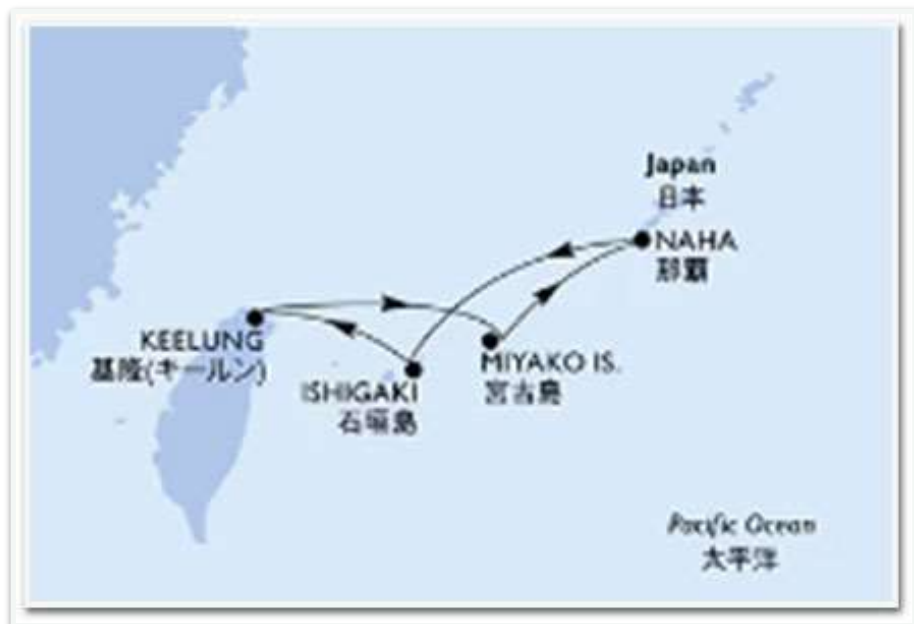 Japan
日本
NAHA
那覇
KEELUNG
基隆(キールン)
MIYAKO IS.
宮古島
ISHIGAKI
石垣島
Pacific Ocean
太平洋